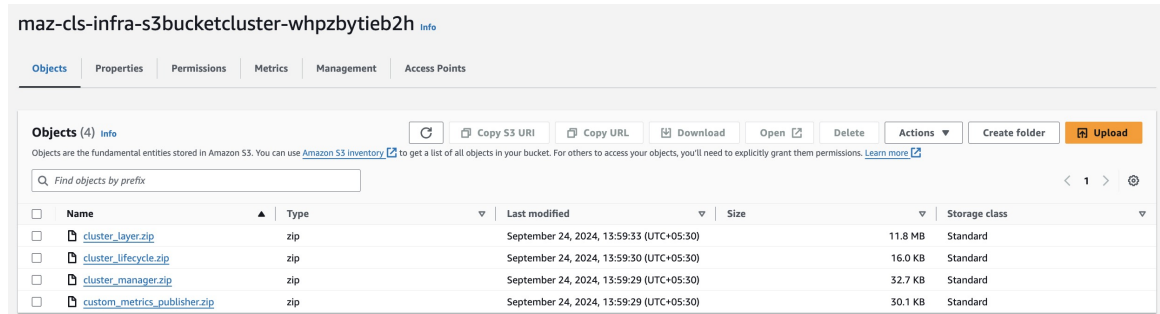 maz-cls-infra-s3bucketcluster-whpzbytieb2h Info
Objects Properties Permissions Metrics Management Access Points
Objects (4) Info Copy S3 URI Copy URL Download Open Delete Actions Create folder Upload
Objects are the fundamental entities stored in Amazon S3. You can use Amazon S3 inventory to get a list of all objects in your bucket. For others to access your objects, you'll need to explicitly grant them permissions. Learn more
Find objects by prefix 1
Name Type Last modified Size Storage class
cluster_layer.zip zip September 24, 2024, 13:59:33 (UTC+05:30) 11.8 MB Standard
cluster_lifecycle.zip zip September 24, 2024, 13:59:30 (UTC+05:30) 16.0 KB Standard
cluster_manager.zip zip September 24, 2024, 13:59:29 (UTC+05:30) 32.7 KB Standard
custom_metrics_publisher.zip zip September 24, 2024, 13:59:29 (UTC+05:30) 30.1 KB Standard